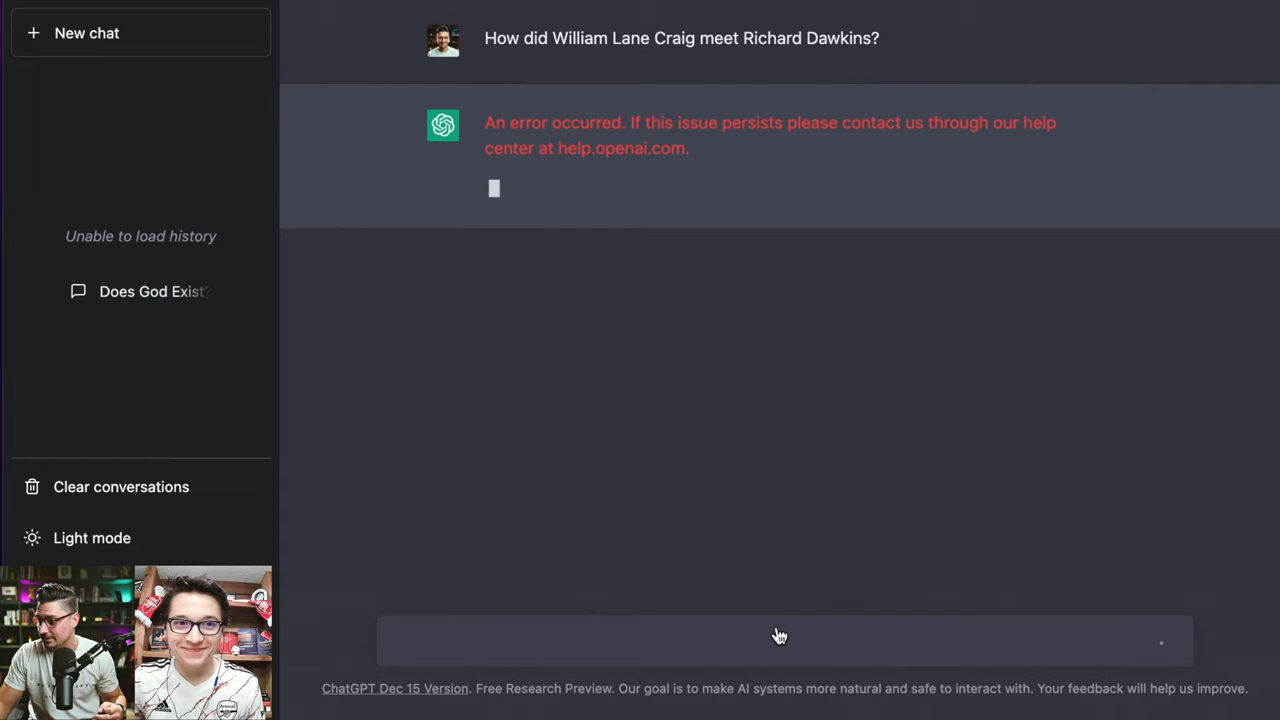 New chat
How did William Lane Craig meet Richard Dawkins?
An error occurred. If this issue persists please contact us through our help
center at help.openai.com.
Unable to load history
Does God Exist?
Clear conversations
Light mode
ChatGPT Dec 15 Version. Free Research Preview. Our goal is to make AI systems more natural and safe to interact with. Your feedback will help us improve.
Arsenal